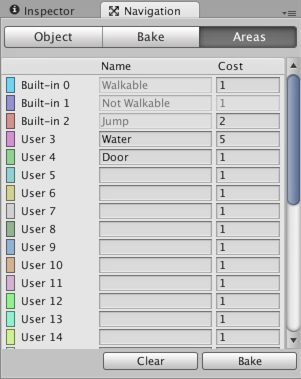 Inspector Navigation
Object Bake Areas
Name Cost
Built-in 0 Walkable 1
Built-in 1 Not Walkable 1
Built-in 2 Jump 2
User 3 Water 5
User 4 Door 1
User 5 1
User 6 1
User 7 1
User 8 1
User 9 1
User 10 1
User 11 1
User 12 1
User 13 1
User 14 1
Clear Bake